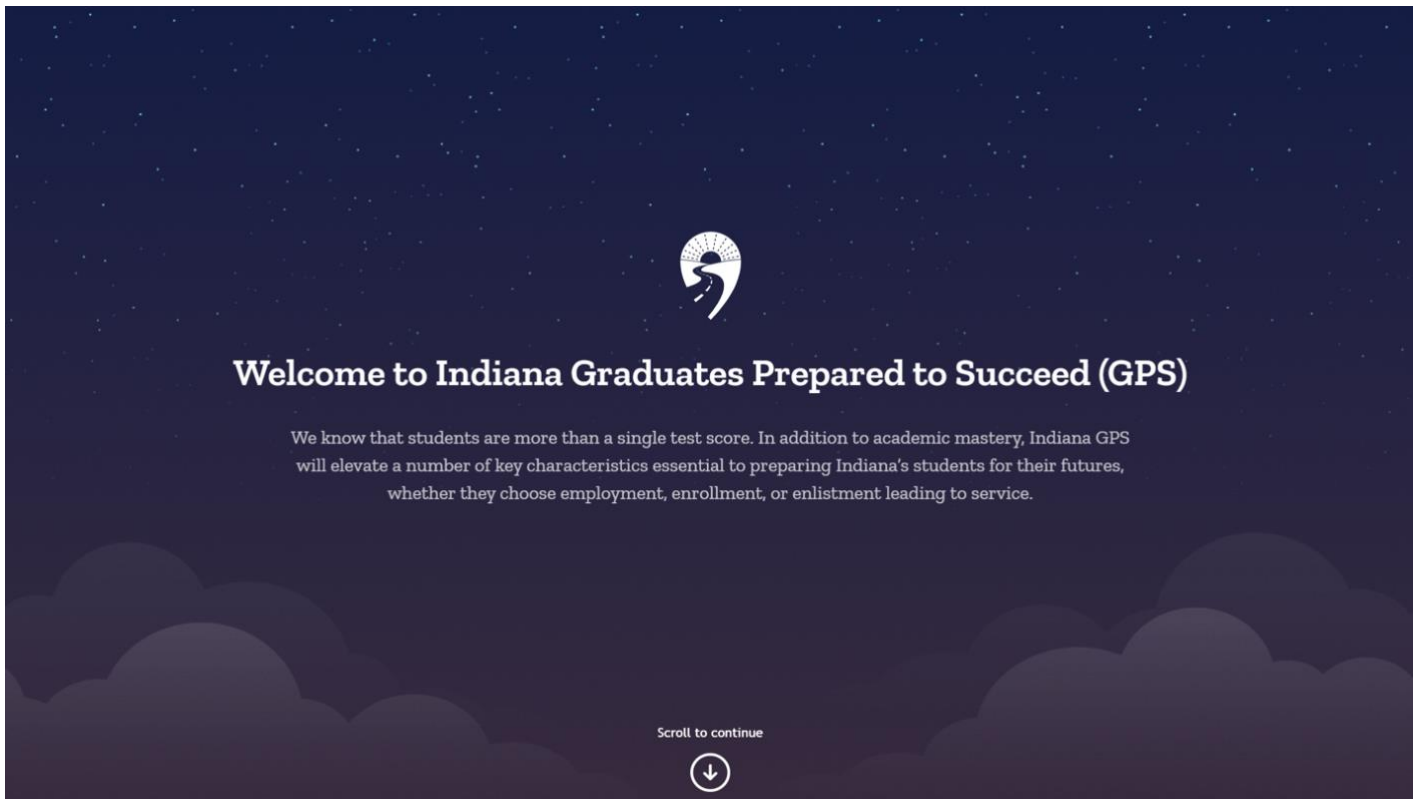 Welcome to Indiana Graduates Prepared to Succeed (GPS)
We know that students are more than a single test score. In addition to academic mastery, Indiana GPS
will elevate a number of key characteristics essential to preparing Indiana's students for their futures,
whether they choose employment, enrollment, or enlistment leading to service.
Scroll to continue